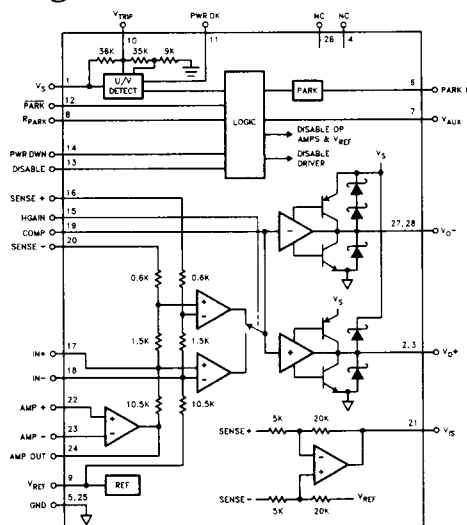 VTRIP PWR OK NC NC
10 11 26 4
36K 35K 9K
VS 1 U/V DETECT
PARK 12
RPARK 8
LOGIC
PARK 6
7 VAUX
DISABLE OP AMPS & VREF
DISABLE DRIVER
PWR DWN 14
DISABLE 13
SENSE + 16
HGAIN 15
COMP 19
SENSE - 20
VS
- 27,28 VO-
0.6K 0.6K
+ -
VS
1.5K 1.5K
+ 2,3 VO+
IN+ 17
IN- 18
+ -
10.5K 10.5K
AMP + 22
AMP - 23
+ -
AMP OUT 24
5K 20K 21 VIS
SENSE+
- +
SENSE- VREF
5K 20K
VREF 9 REF
GND 5,25